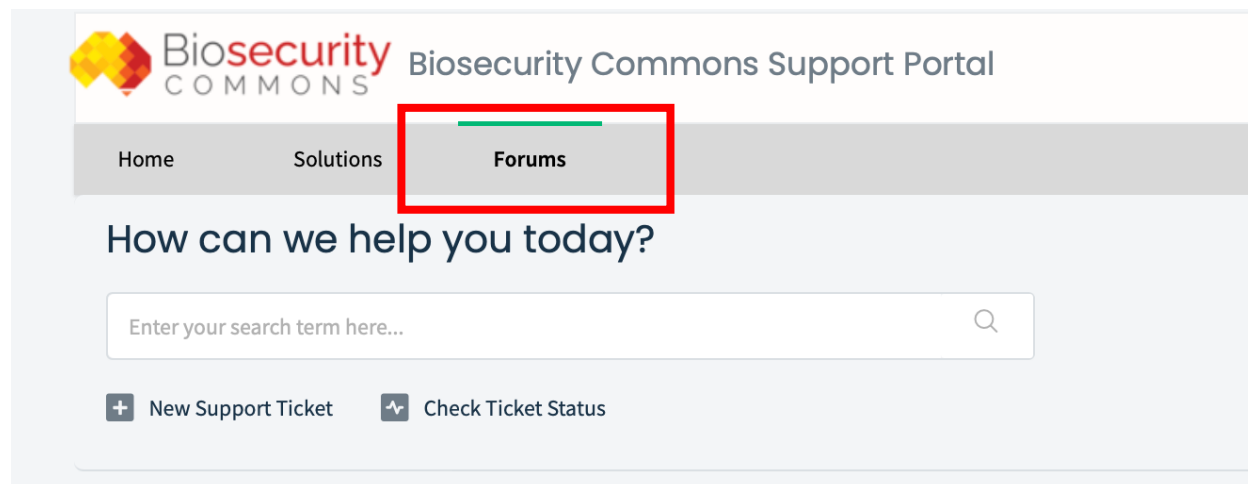 Biosecurity
COMMONS
Biosecurity Commons Support Portal
Home Solutions Forums
How can we help you today?
Enter your search term here...
New Support Ticket Check Ticket Status